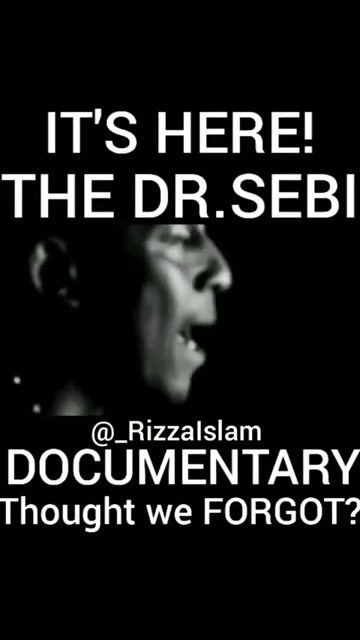 IT'S HERE!
THE DR.SEBI
@_RizzaIslam
DOCUMENTARY
Thought we FORGOT?